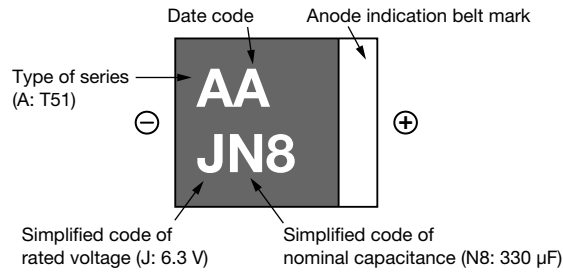 Date code
Anode indication belt mark
Type of series
(A: T51)
AA
⊖
⊕
JN8
Simplified code of
rated voltage (J: 6.3 V)
Simplified code of
nominal capacitance (N8: 330 µF)